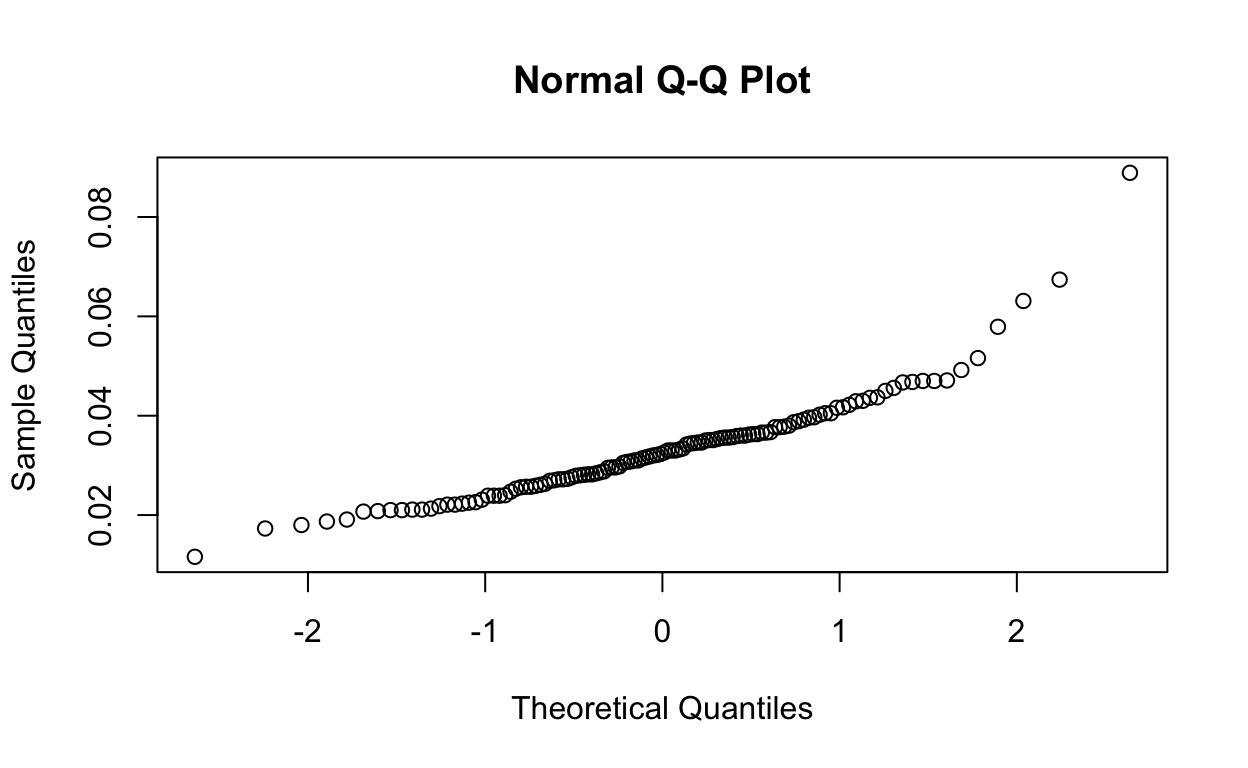 Normal Q-Q Plot
Sample Quantiles
0.08
0.06
0.04
0.02
-2 -1 0 1 2
Theoretical Quantiles